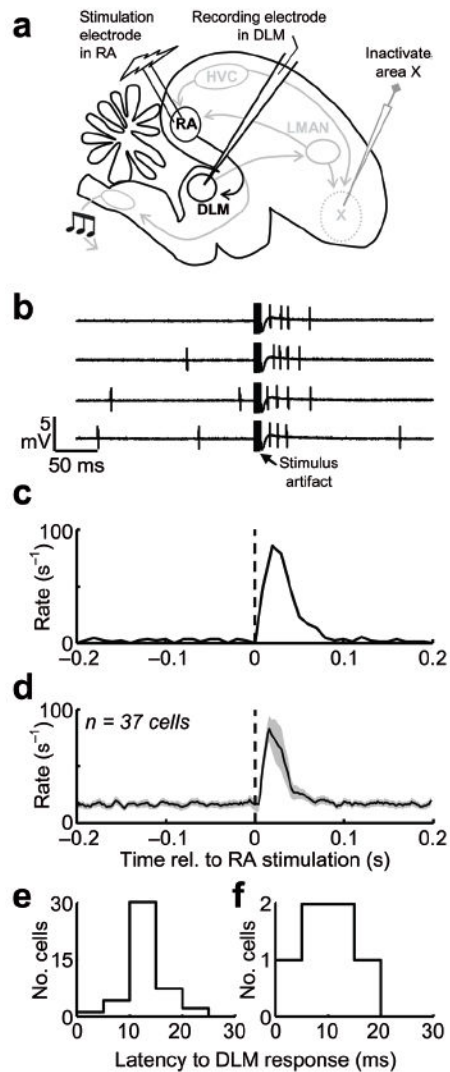 a
Stimulation
electrode
in RA
Recording electrode
in DLM
Inactivate
area X
HVC
RA
LMAN
DLM
X
b
5
mV
50 ms
Stimulus
artifact
c
Rate (s⁻¹)
100
0
–0.2 –0.1 0 0.1 0.2
d
n = 37 cells
Rate (s⁻¹)
100
0
–0.2 –0.1 0 0.1 0.2
Time rel. to RA stimulation (s)
e
No. cells
30
15
0
0 10 20 30
f
No. cells
2
1
0
0 10 20 30
Latency to DLM response (ms)